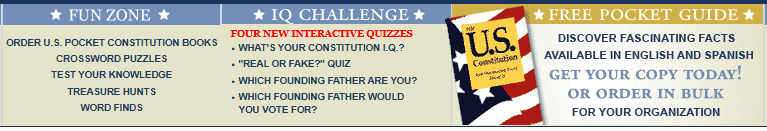 FUN ZONE
ORDER U.S. POCKET CONSTITUTION BOOKS
CROSSWORD PUZZLES
TEST YOUR KNOWLEDGE
TREASURE HUNTS
WORD FINDS
IQ CHALLENGE
FOUR NEW INTERACTIVE QUIZZES
• WHAT'S YOUR CONSTITUTION I.Q.?
• "REAL OR FAKE?" QUIZ
• WHICH FOUNDING FATHER ARE YOU?
• WHICH FOUNDING FATHER WOULD
YOU VOTE FOR?
FREE POCKET GUIDE
The
U.S.
Constitution
DISCOVER FASCINATING FACTS
AVAILABLE IN ENGLISH AND SPANISH
GET YOUR COPY TODAY!
OR ORDER IN BULK
FOR YOUR ORGANIZATION